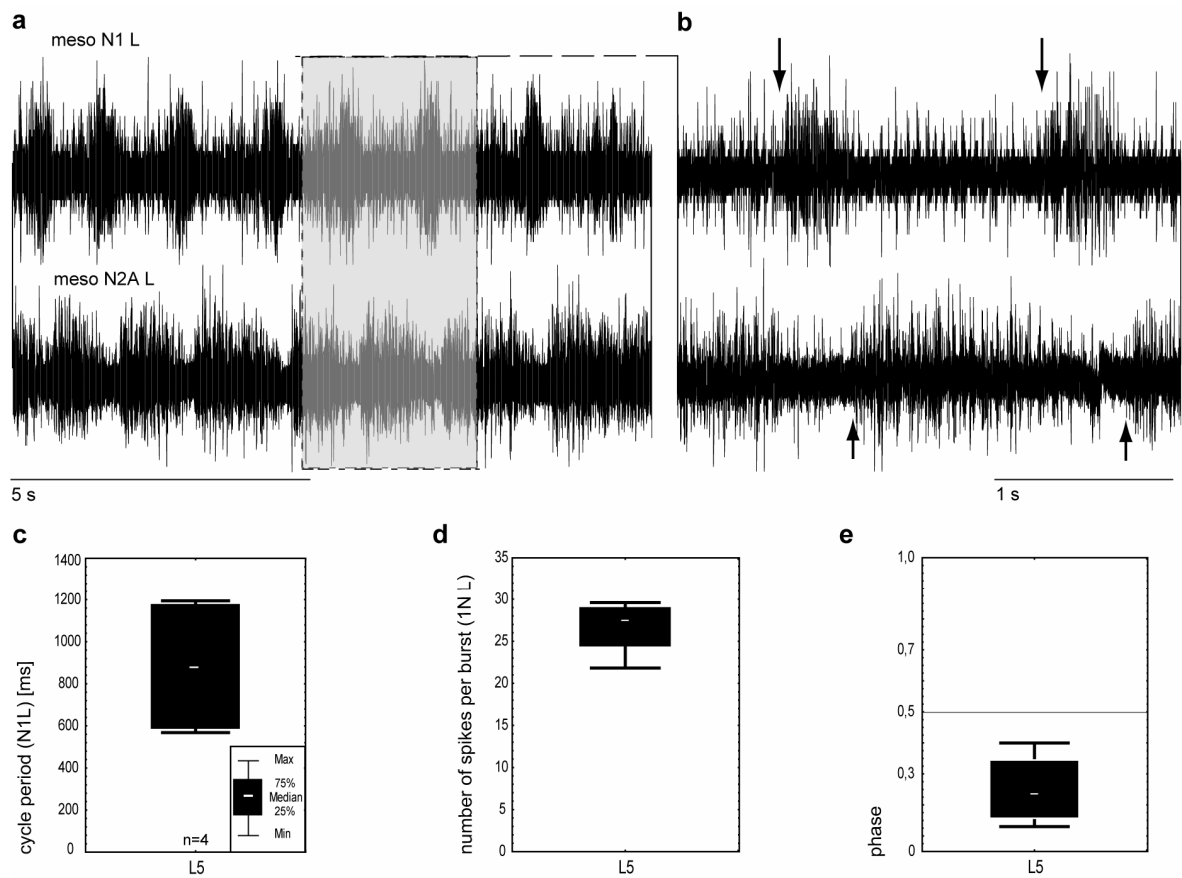 a
b
meso N1 L
meso N2A L
5 s
1 s
c
d
e
cycle period (N1L) [ms]
1400
1200
1000
800
600
400
200
0
Max
75%
Median
25%
Min
n=4
L5
number of spikes per burst (1N L)
35
30
25
20
15
10
5
0
L5
phase
1,0
0,7
0,5
0,3
0
L5